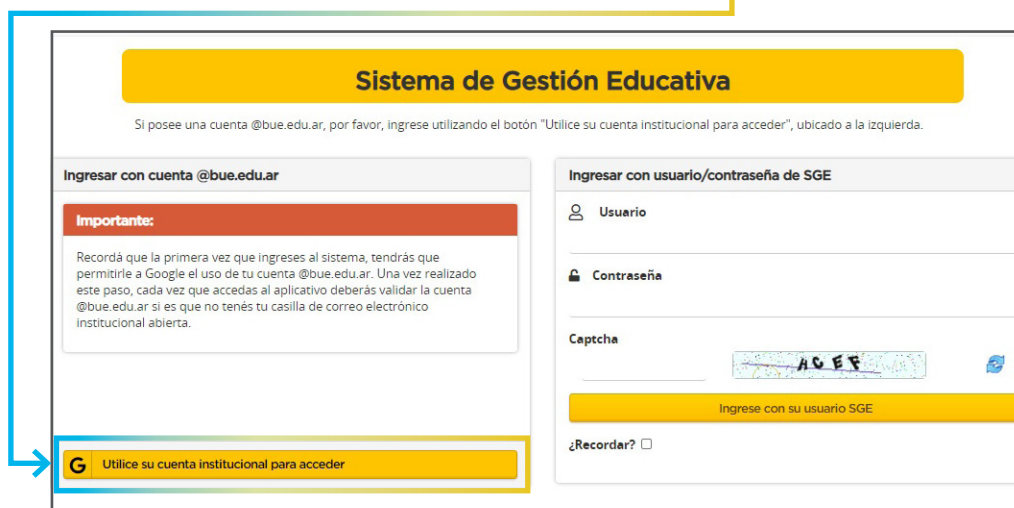 Sistema de Gestión Educativa
Si posee una cuenta @bue.edu.ar, por favor, ingrese utilizando el botón "Utilice su cuenta institucional para acceder", ubicado a la izquierda.
Ingresar con cuenta @bue.edu.ar
Importante:
Recordá que la primera vez que ingreses al sistema, tendrás que
permitirle a Google el uso de tu cuenta @bue.edu.ar. Una vez realizado
este paso, cada vez que accedas al aplicativo deberás validar la cuenta
@bue.edu.ar si es que no tenés tu casilla de correo electrónico
institucional abierta.
G Utilice su cuenta institucional para acceder
Ingresar con usuario/contraseña de SGE
Usuario
Contraseña
Captcha
ACEF
Ingrese con su usuario SGE
¿Recordar?